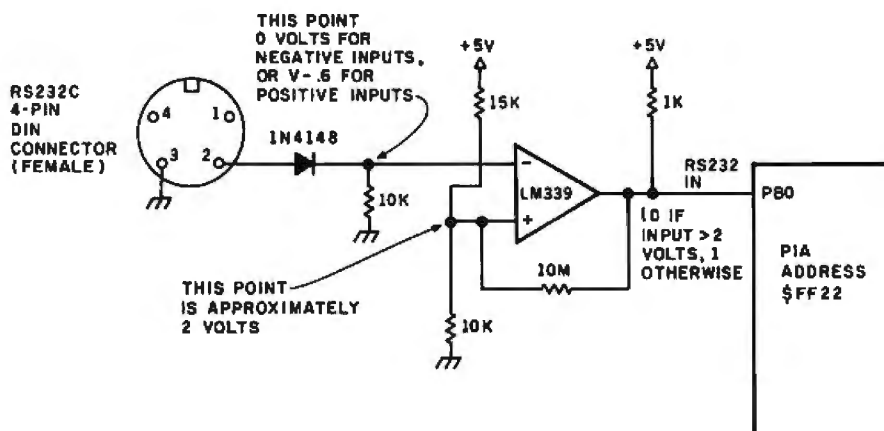 THIS POINT
0 VOLTS FOR
NEGATIVE INPUTS,
OR V-.6 FOR
POSITIVE INPUTS
RS232C
4-PIN
DIN
CONNECTOR
(FEMALE)
4
1
3
2
1N4148
10K
+5V
15K
+5V
1K
-
LM339
+
RS232
IN
PB0
10 IF
INPUT >2
VOLTS, 1
OTHERWISE
PIA
ADDRESS
$FF22
10M
THIS POINT
IS APPROXIMATELY
2 VOLTS
10K